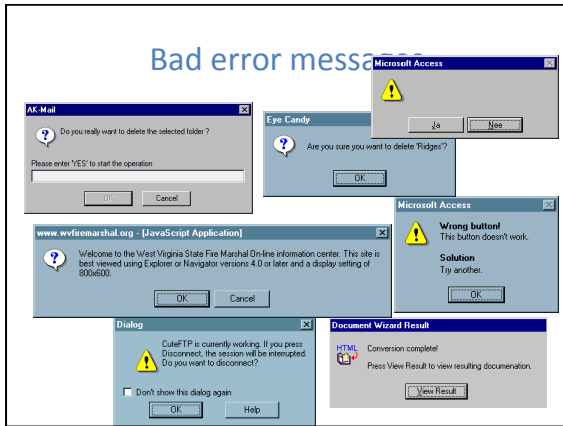 Bad error messages
Microsoft Access
Ja
Nee
AK-Mail
Do you really want to delete the selected folder ?
Please enter 'YES' to start the operation
OK
Cancel
Eye Candy
Are you sure you want to delete 'Ridges'?
OK
Microsoft Access
Wrong button!
This button doesn't work.
Solution
Try another.
OK
www.wvfiremarshal.org - [JavaScript Application]
Welcome to the West Virginia State Fire Marshal On-line information center. This site is
best viewed using Explorer or Navigator versions 4.0 or later and a display setting of
800x600.
OK
Cancel
Dialog
CuteFTP is currently working. If you press
Disconnect, the session will be interrupted.
Do you want to disconnect?
Don't show this dialog again
OK
Help
Document Wizard Result
HTML
Conversion complete!
Press View Result to view resulting documenation.
View Result